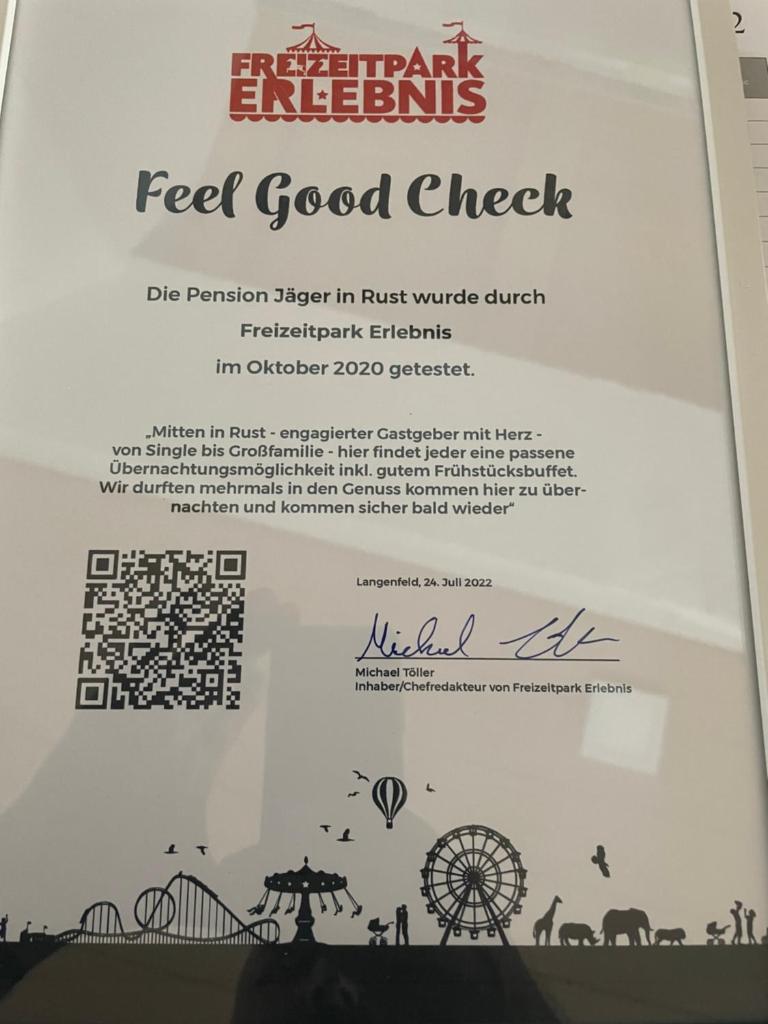 FREIZEITPARK
ERLEBNIS
Feel Good Check
Die Pension Jäger in Rust wurde durch
Freizeitpark Erlebnis
im Oktober 2020 getestet.
„Mitten in Rust - engagierter Gastgeber mit Herz -
von Single bis Großfamilie - hier findet jeder eine passene
Übernachtungsmöglichkeit inkl. gutem Frühstücksbuffet.
Wir durften mehrmals in den Genuss kommen hier zu über-
nachten und kommen sicher bald wieder“
Langenfeld, 24. Juli 2022
Michael Töller
Michael Töller
Inhaber/Chefredakteur von Freizeitpark Erlebnis
2